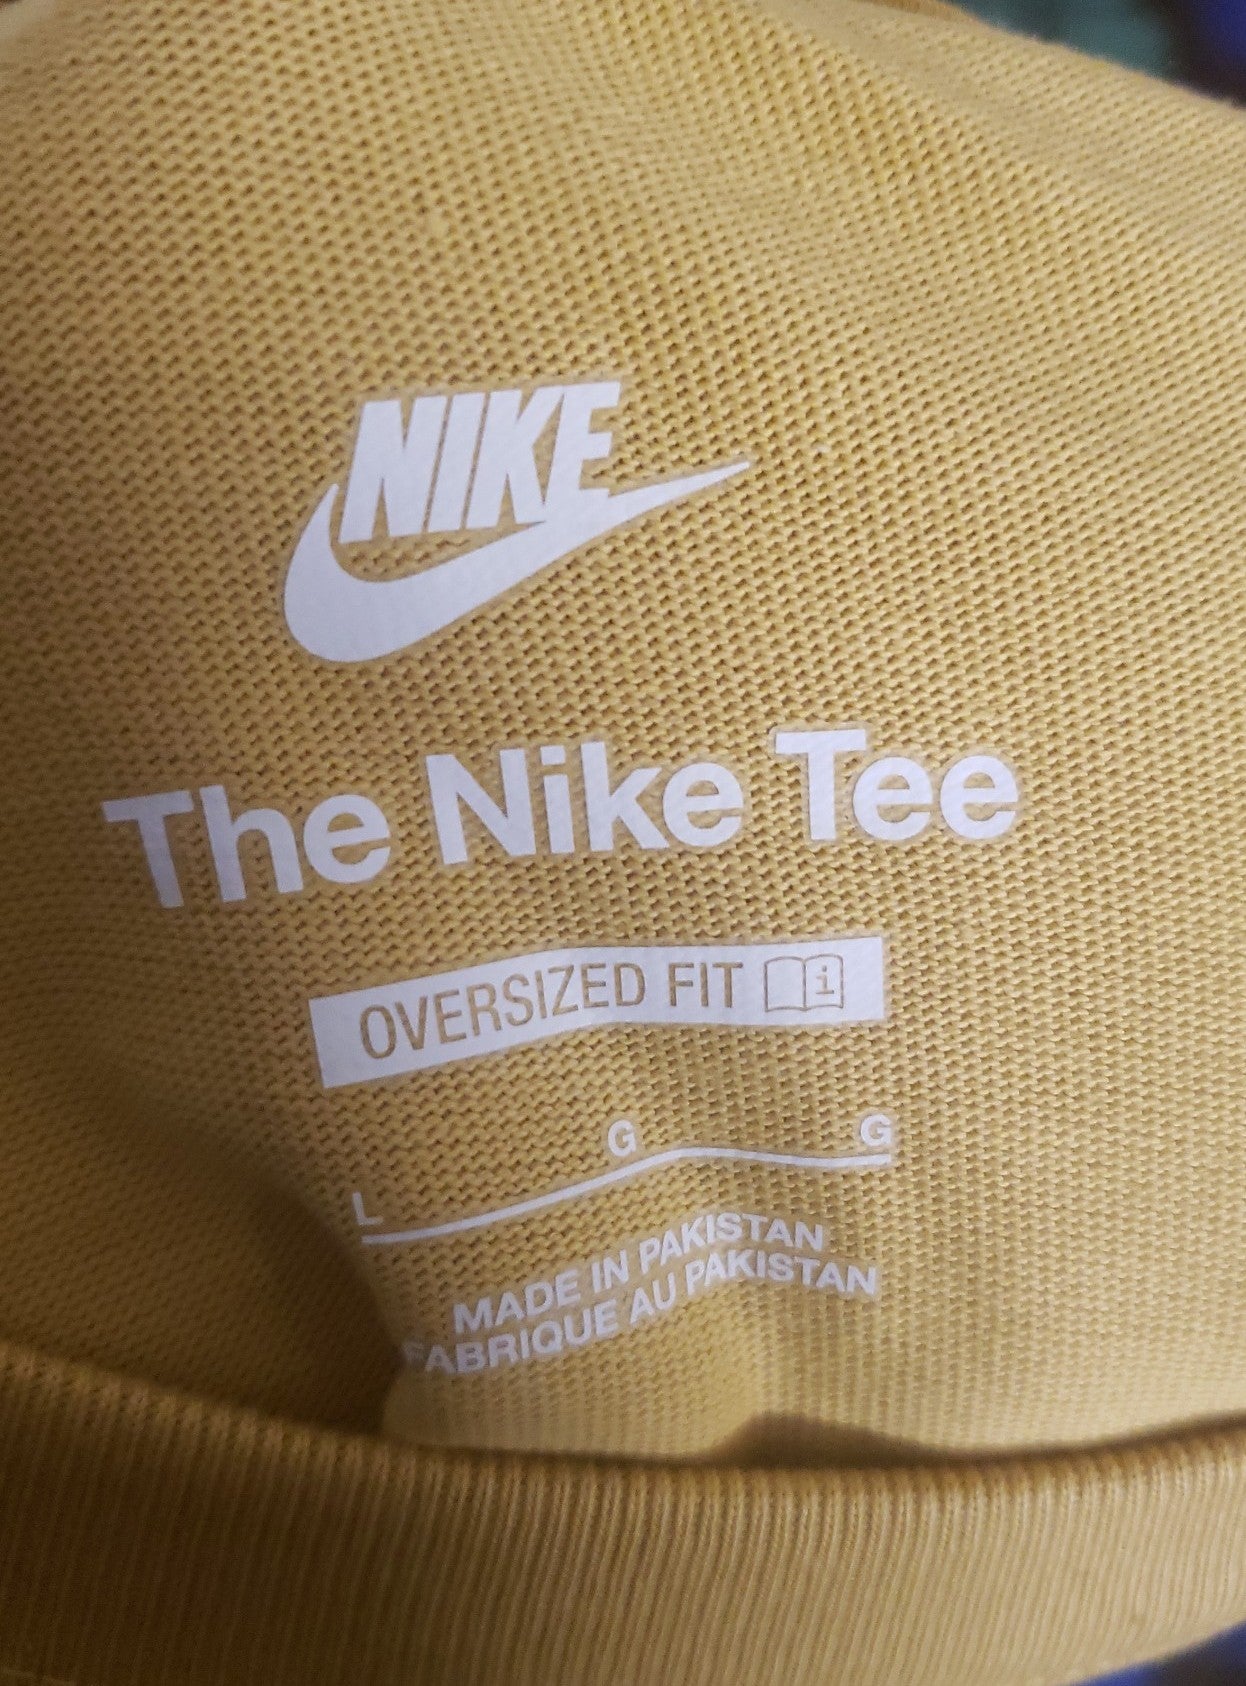 NIKE
The Nike Tee
OVERSIZED FIT i
L G G
MADE IN PAKISTAN
FABRIQUE AU PAKISTAN